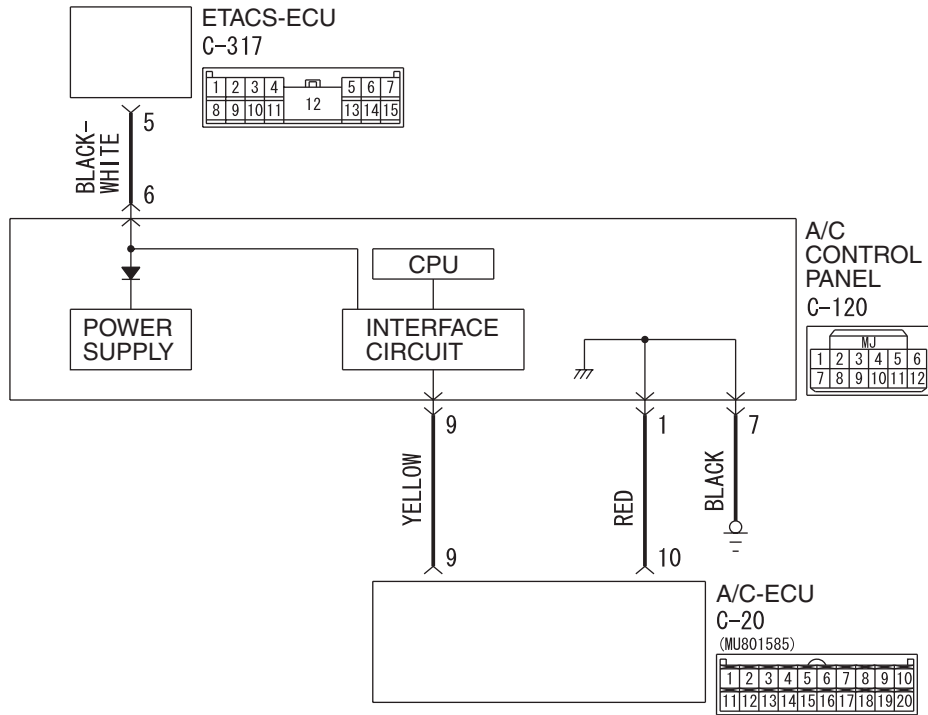 ETACS-ECU
C-317
1 2 3 4 5 6 7
8 9 10 11 12 13 14 15
5
BLACK-
WHITE
6
A/C
CONTROL
PANEL
C-120
MJ
1 2 3 4 5 6
7 8 9 10 11 12
CPU
POWER
SUPPLY
INTERFACE
CIRCUIT
9 1 7
YELLOW
RED
BLACK
9 10
A/C-ECU
C-20
(MU801585)
1 2 3 4 5 6 7 8 9 10
11 12 13 14 15 16 17 18 19 20